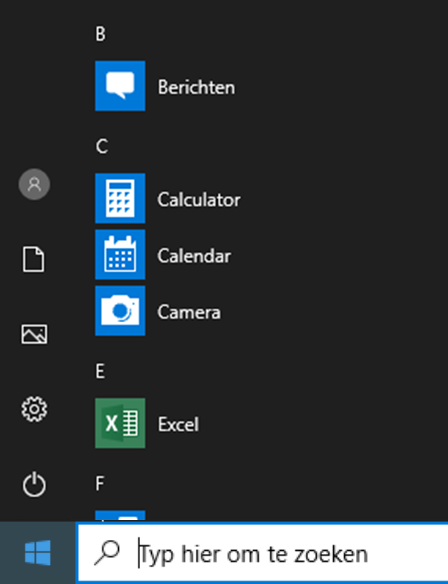 B
Berichten
C
Calculator
Calendar
Camera
E
Excel
F
Typ hier om te zoeken